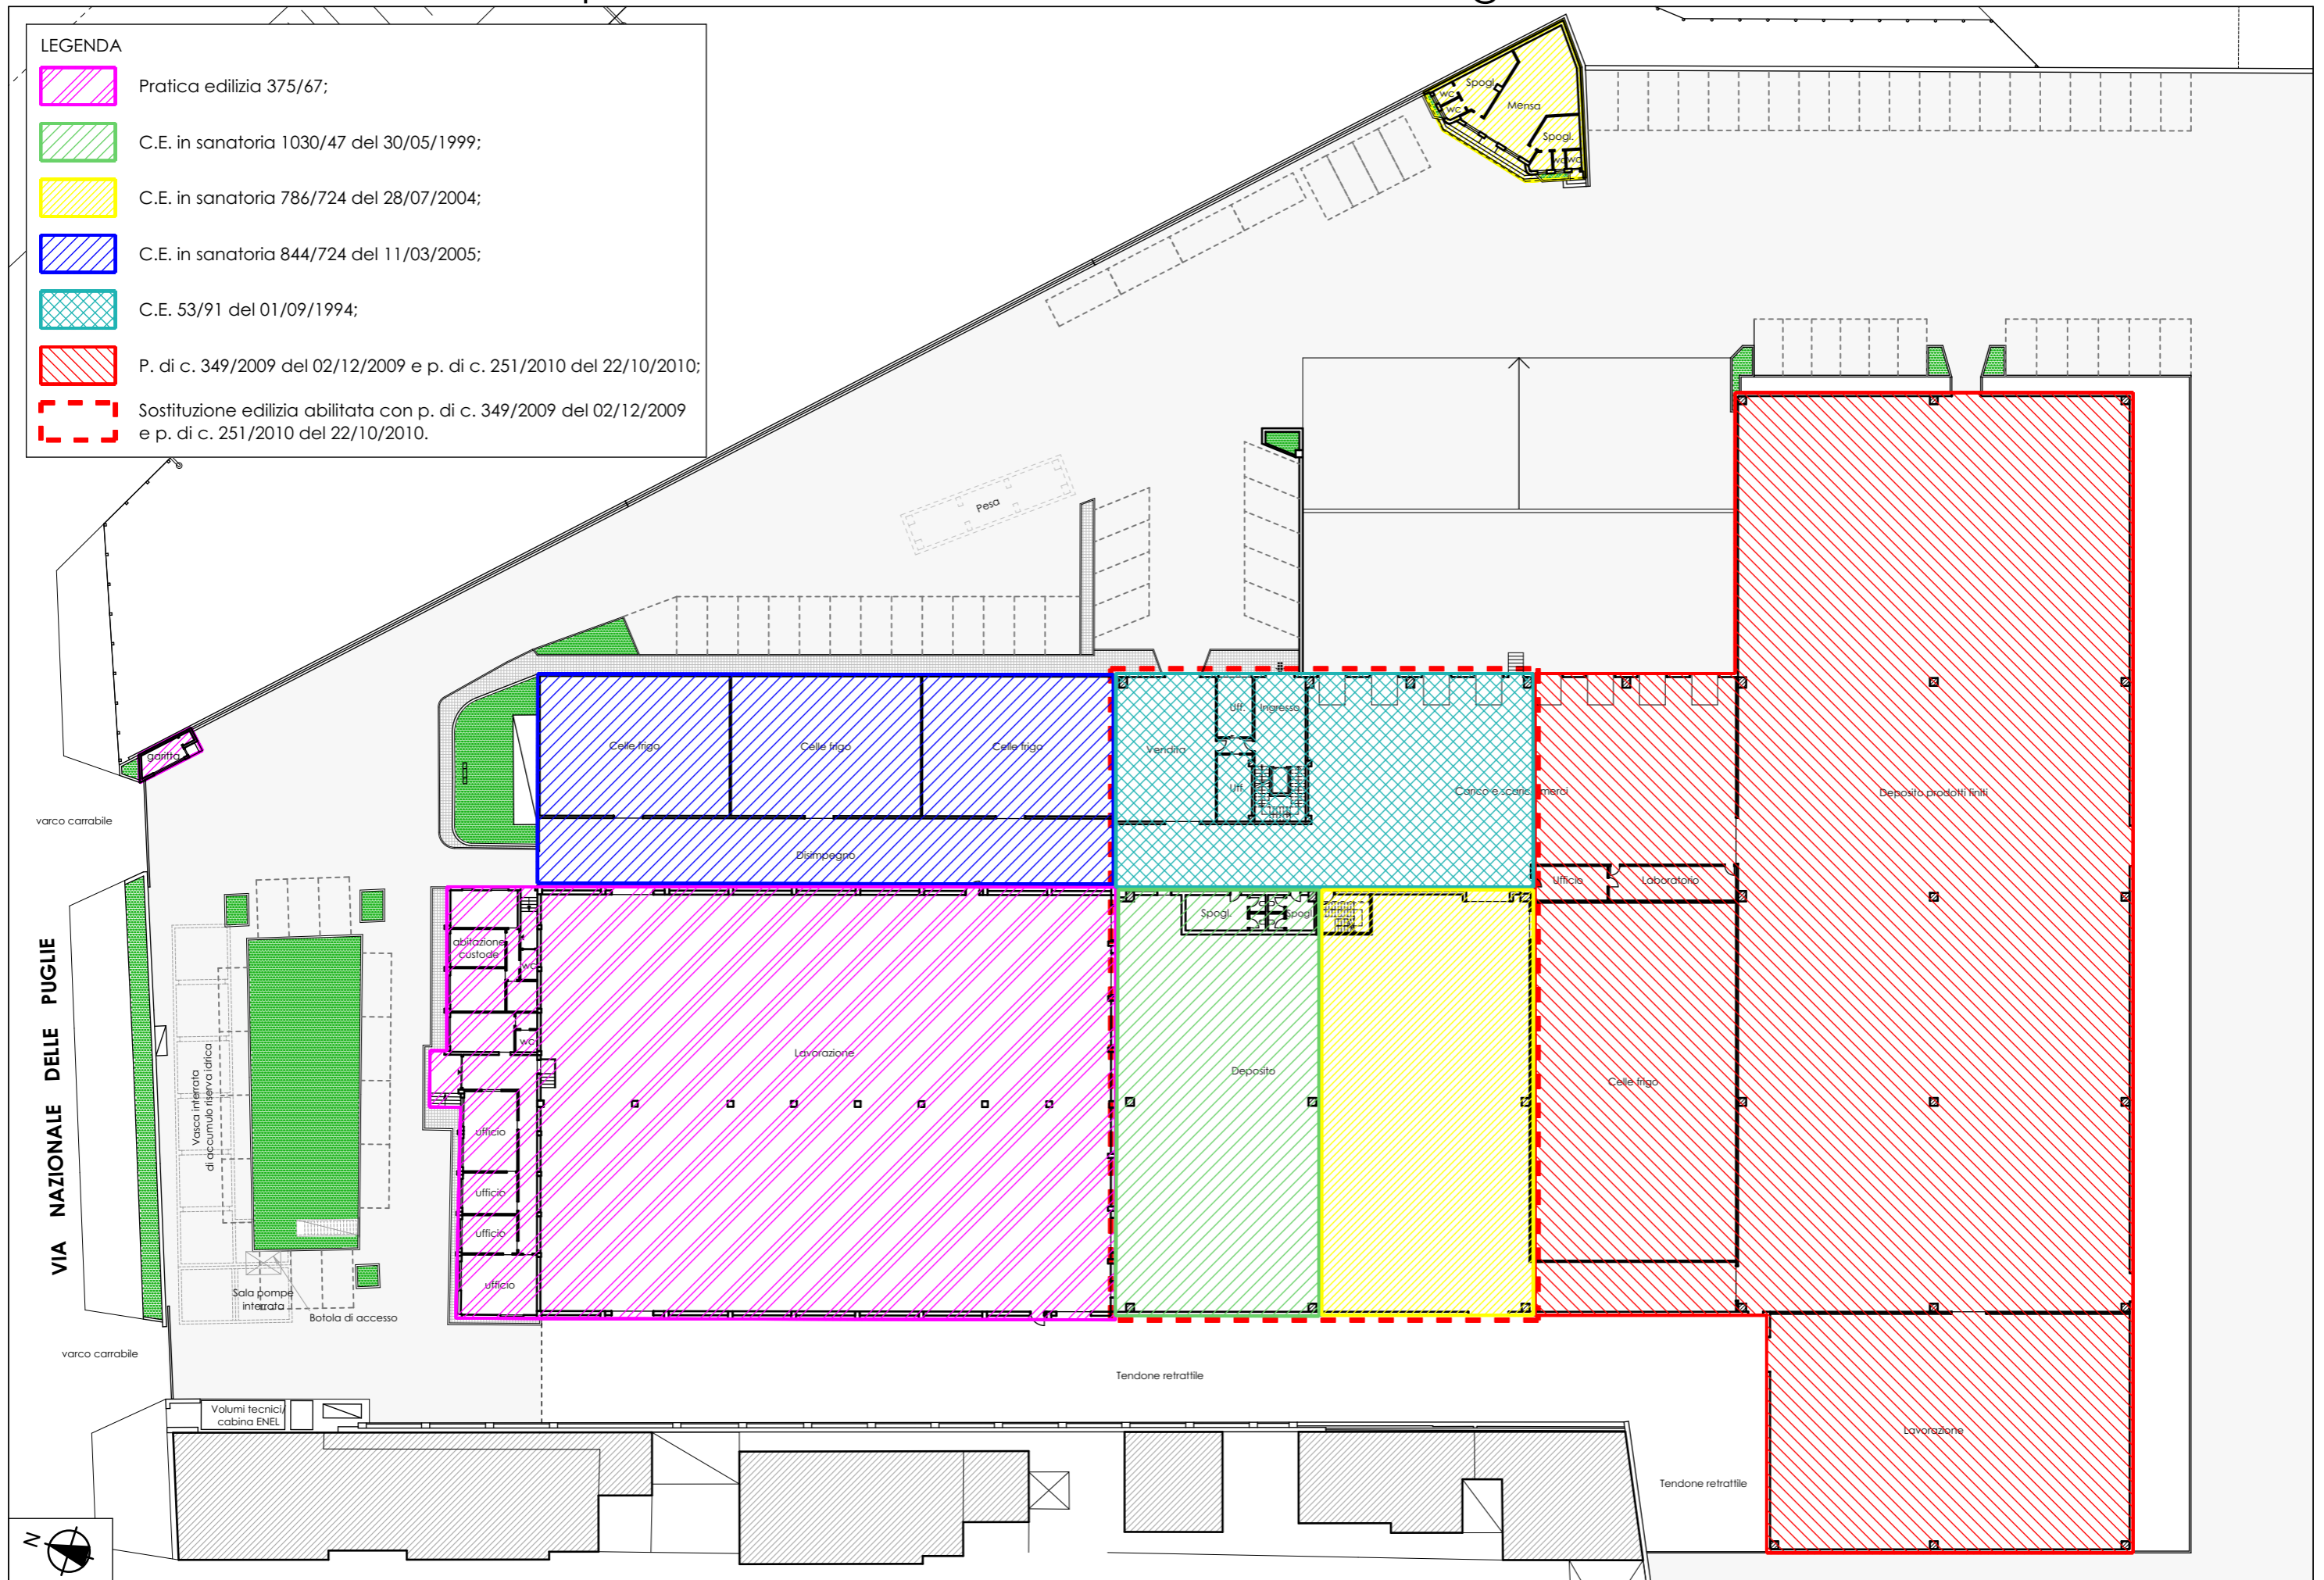 LEGENDA
Pratica edilizia 375/67;
C.E. in sanatoria 1030/47 del 30/05/1999;
C.E. in sanatoria 786/724 del 28/07/2004;
C.E. in sanatoria 844/724 del 11/03/2005;
C.E. 53/91 del 01/09/1994;
P. di c. 349/2009 del 02/12/2009 e p. di c. 251/2010 del 22/10/2010;
Sostituzione edilizia abilitata con p. di c. 349/2009 del 02/12/2009
e p. di c. 251/2010 del 22/10/2010.
Spogl.
wc
wc
Mensa
Spogl.
wc
wc
Pesa
garitta
varco carrabile
Celle frigo
Celle frigo
Celle frigo
Disimpegno
Uff.
Ingresso
Vendita
Uff.
Carico e scarico merci
Deposito prodotti finiti
Ufficio
Laboratorio
Spogl.
Spogl.
abitazione
custode
wc
wc
Lavorazione
Deposito
Celle frigo
ufficio
ufficio
ufficio
ufficio
VIA NAZIONALE DELLE PUGLIE
Vasca interrata
di accumulo riserva idrica
Sala pompe
interrata
Botola di accesso
varco carrabile
Tendone retrattile
Volumi tecnici/
cabina ENEL
Lavorazione
Tendone retrattile
N